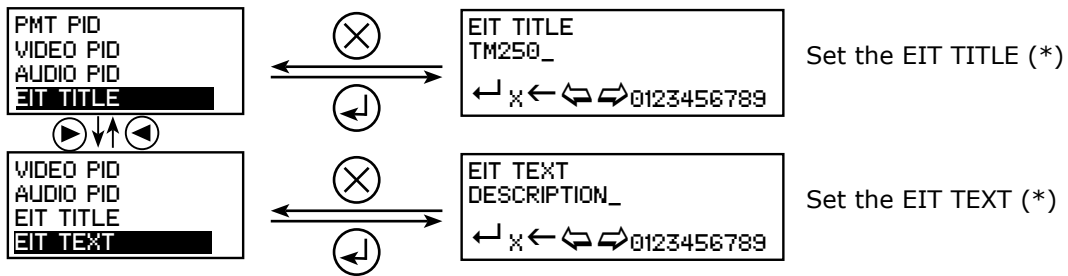 PMT PID
VIDEO PID
AUDIO PID
EIT TITLE
EIT TITLE
TM250_
↵ x ← ⇦ ⇨ 0123456789
Set the EIT TITLE (*)
VIDEO PID
AUDIO PID
EIT TITLE
EIT TEXT
EIT TEXT
DESCRIPTION_
↵ x ← ⇦ ⇨ 0123456789
Set the EIT TEXT (*)